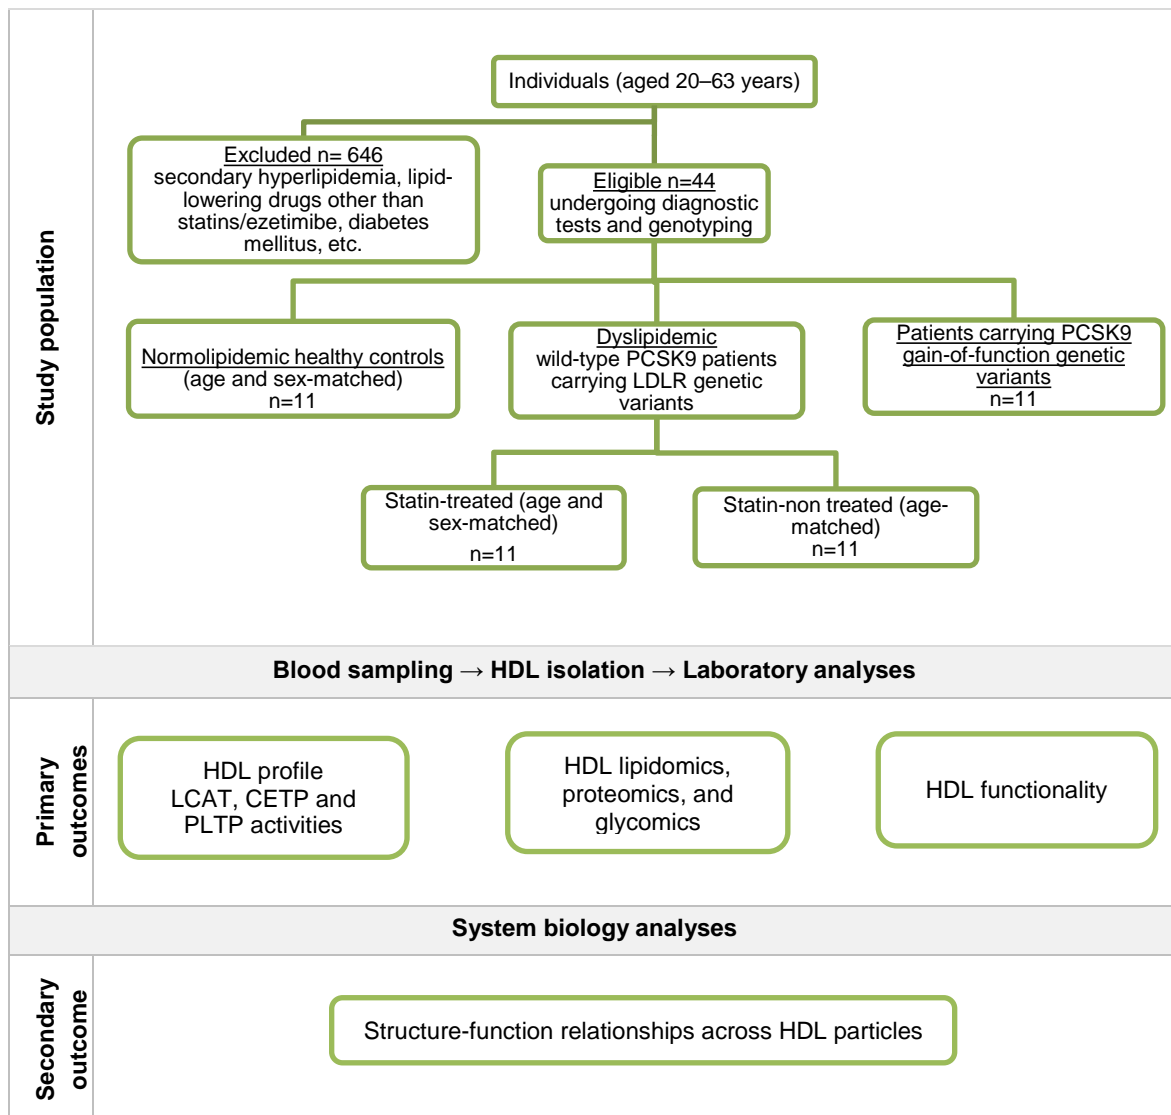 Study population
Individuals (aged 20–63 years)
Excluded n= 646
secondary hyperlipidemia, lipid-
lowering drugs other than
statins/ezetimibe, diabetes
mellitus, etc.
Eligible n=44
undergoing diagnostic
tests and genotyping
Normolipidemic healthy controls
(age and sex-matched)
n=11
Dyslipidemic
wild-type PCSK9 patients
carrying LDLR genetic
variants
Patients carrying PCSK9
gain-of-function genetic
variants
n=11
Statin-treated (age and
sex-matched)
n=11
Statin-non treated (age-
matched)
n=11
Blood sampling → HDL isolation → Laboratory analyses
Primary
outcomes
HDL profile
LCAT, CETP and
PLTP activities
HDL lipidomics,
proteomics, and
glycomics
HDL functionality
System biology analyses
Secondary
outcome
Structure-function relationships across HDL particles